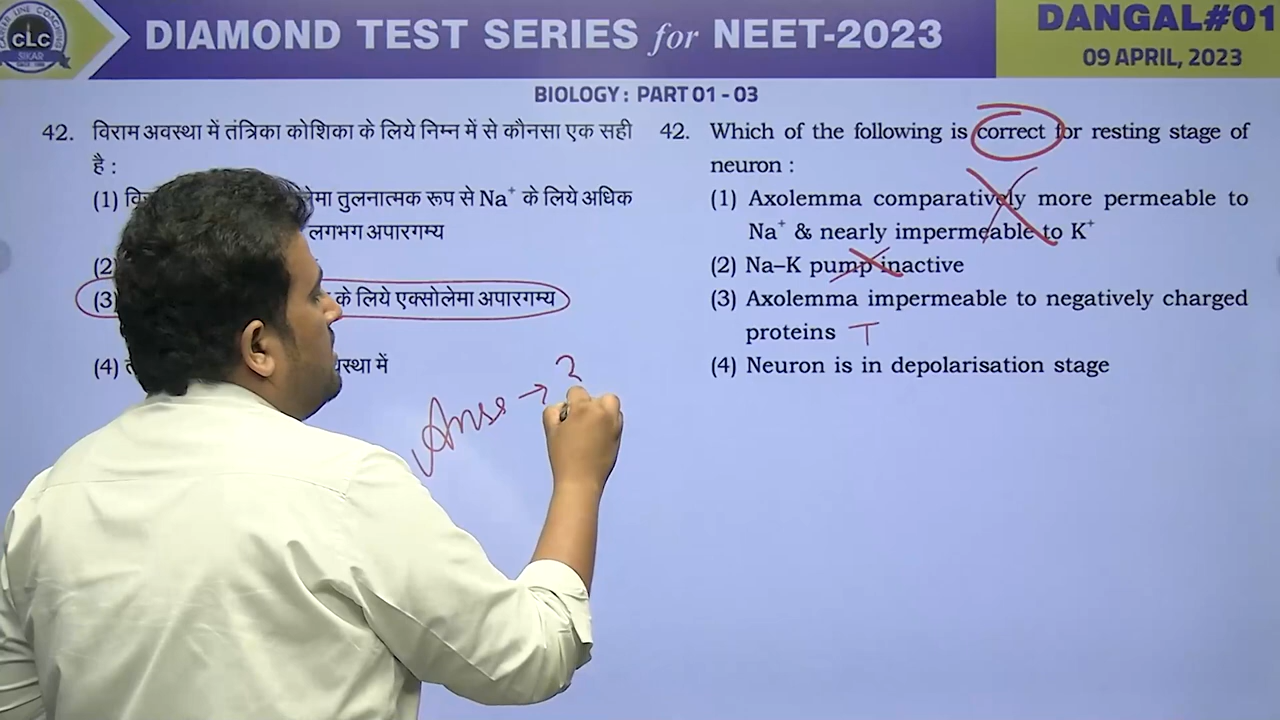 CLC
SIKAR
DIAMOND TEST SERIES for NEET-2023
DANGAL#01
09 APRIL, 2023
BIOLOGY : PART 01 - 03
42. विराम अवस्था में तंत्रिका कोशिका के लिये निम्न में से कौनसा एक सही
है :
(1) तुलनात्मक रूप से Na⁺ के लिये अधिक
लगभग अपारगम्य
(2)
(3) के लिये एक्सोलेमा अपारगम्य
(4) में
Ans →
42. Which of the following is correct for resting stage of
neuron :
(1) Axolemma comparatively more permeable to
Na⁺ & nearly impermeable to K⁺
(2) Na–K pump inactive
(3) Axolemma impermeable to negatively charged
proteins T
(4) Neuron is in depolarisation stage